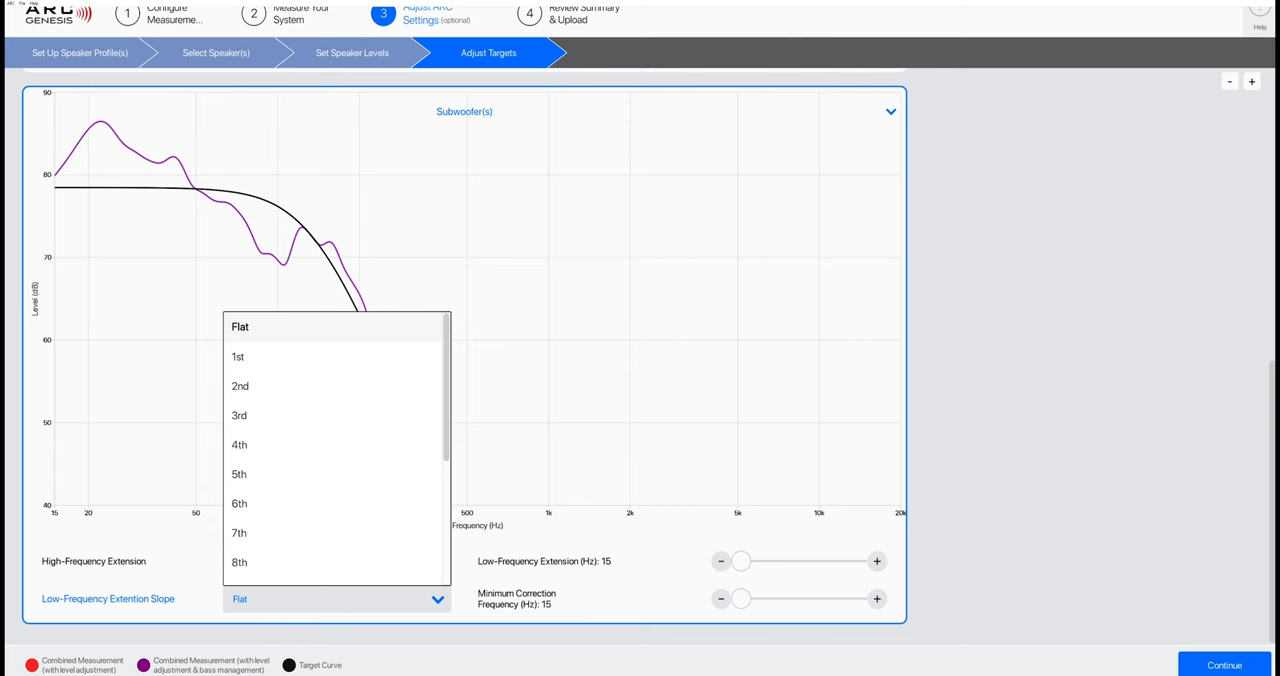 ARC File Help
ARC
GENESIS
1
Configure
Measureme...
2
Measure Your
System
3
Adjust ARC
Settings (optional)
4
Review Summary
& Upload
Help
Set Up Speaker Profile(s)
Select Speaker(s)
Set Speaker Levels
Adjust Targets
-
+
Subwoofer(s)
90
80
70
60
50
40
Level (dB)
15
20
50
500
1k
2k
5k
10k
20k
Frequency (Hz)
Flat
1st
2nd
3rd
4th
5th
6th
7th
8th
High-Frequency Extension
Low-Frequency Extension (Hz): 15
-
+
Low-Frequency Extention Slope
Flat
Minimum Correction
Frequency (Hz): 15
-
+
Combined Measurement
(with level adjustment)
Combined Measurement (with level
adjustment & bass management)
Target Curve
Continue